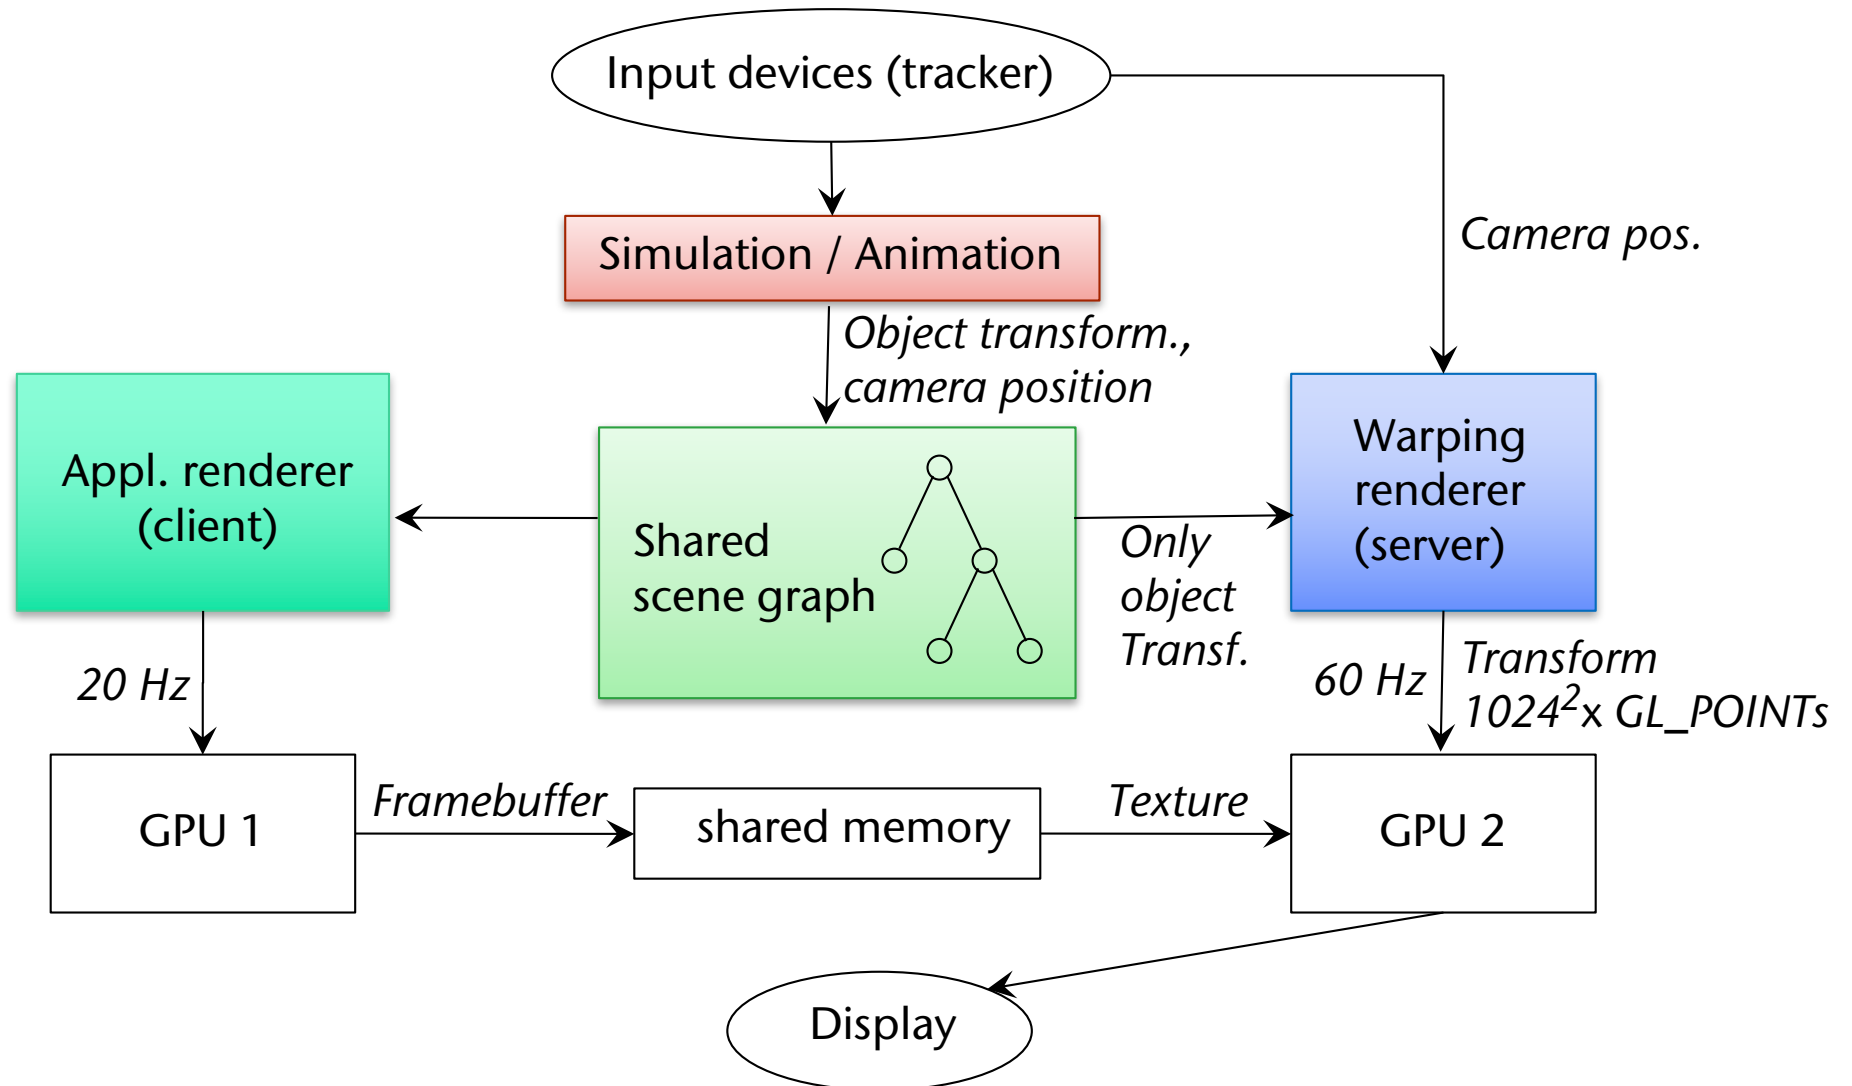 Input devices (tracker)
Camera pos.
Simulation / Animation
Object transform.,
camera position
Appl. renderer
(client)
Shared
scene graph
Only
object
Transf.
Warping
renderer
(server)
20 Hz
60 Hz
Transform
1024²x GL_POINTs
GPU 1
Framebuffer
shared memory
Texture
GPU 2
Display